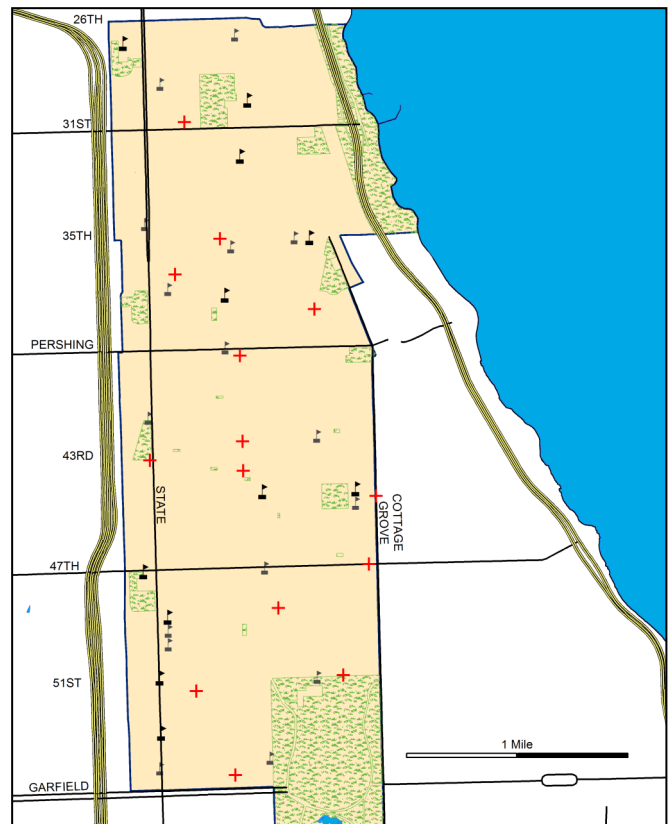 26TH
31ST
35TH
PERSHING
43RD
STATE
COTTAGE
GROVE
47TH
51ST
1 Mile
GARFIELD